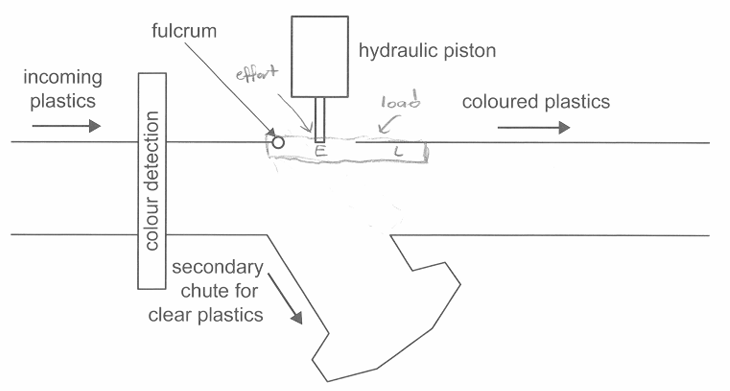 fulcrum
hydraulic piston
effort
load
incoming
plastics
coloured plastics
colour detection
E
L
secondary
chute for
clear plastics